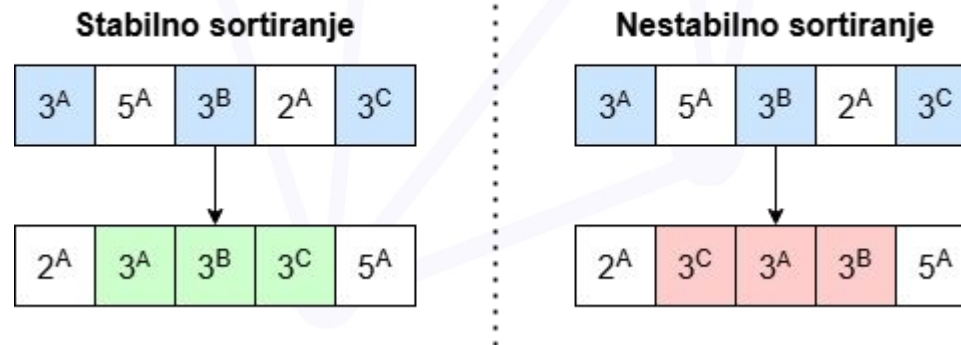 Stabilno sortiranje
3ᴬ 5ᴬ 3ᴮ 2ᴬ 3ᶜ
2ᴬ 3ᴬ 3ᴮ 3ᶜ 5ᴬ
Nestabilno sortiranje
3ᴬ 5ᴬ 3ᴮ 2ᴬ 3ᶜ
2ᴬ 3ᶜ 3ᴬ 3ᴮ 5ᴬ